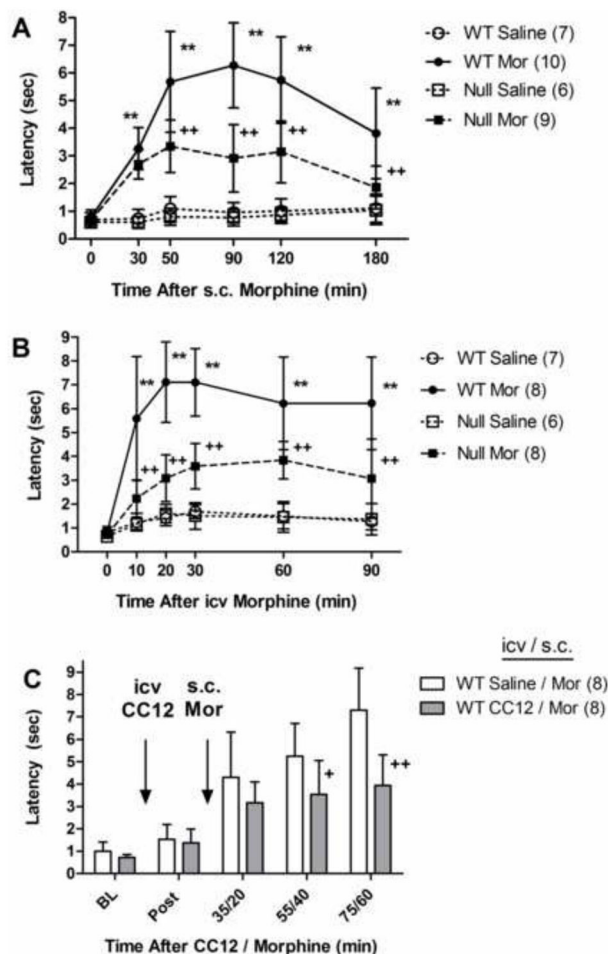 A
8
7
6
5
4
3
2
1
0
Latency (sec)
**
**
**
**
**
++
++
++
++
0 30 50 90 120 180
Time After s.c. Morphine (min)
WT Saline (7)
WT Mor (10)
Null Saline (6)
Null Mor (9)
B
9
8
7
6
5
4
3
2
1
0
Latency (sec)
**
**
**
**
**
++
++
++
++
++
0 10 20 30 60 90
Time After icv Morphine (min)
WT Saline (7)
WT Mor (8)
Null Saline (6)
Null Mor (8)
C
9
8
7
6
5
4
3
2
1
0
Latency (sec)
icv
CC12
s.c.
Mor
+
++
BL Post 35/20 55/40 75/60
Time After CC12 / Morphine (min)
icv / s.c.
WT Saline / Mor (8)
WT CC12 / Mor (8)